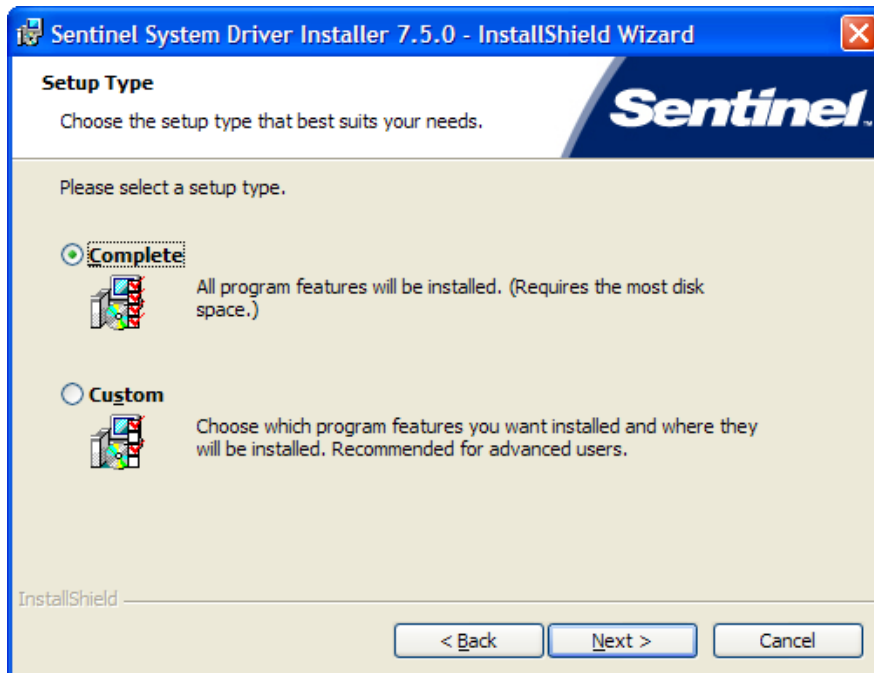 Sentinel System Driver Installer 7.5.0 - InstallShield Wizard
Setup Type
Choose the setup type that best suits your needs.
Sentinel™
Please select a setup type.
Complete
All program features will be installed. (Requires the most disk
space.)
Custom
Choose which program features you want installed and where they
will be installed. Recommended for advanced users.
InstallShield
< Back
Next >
Cancel